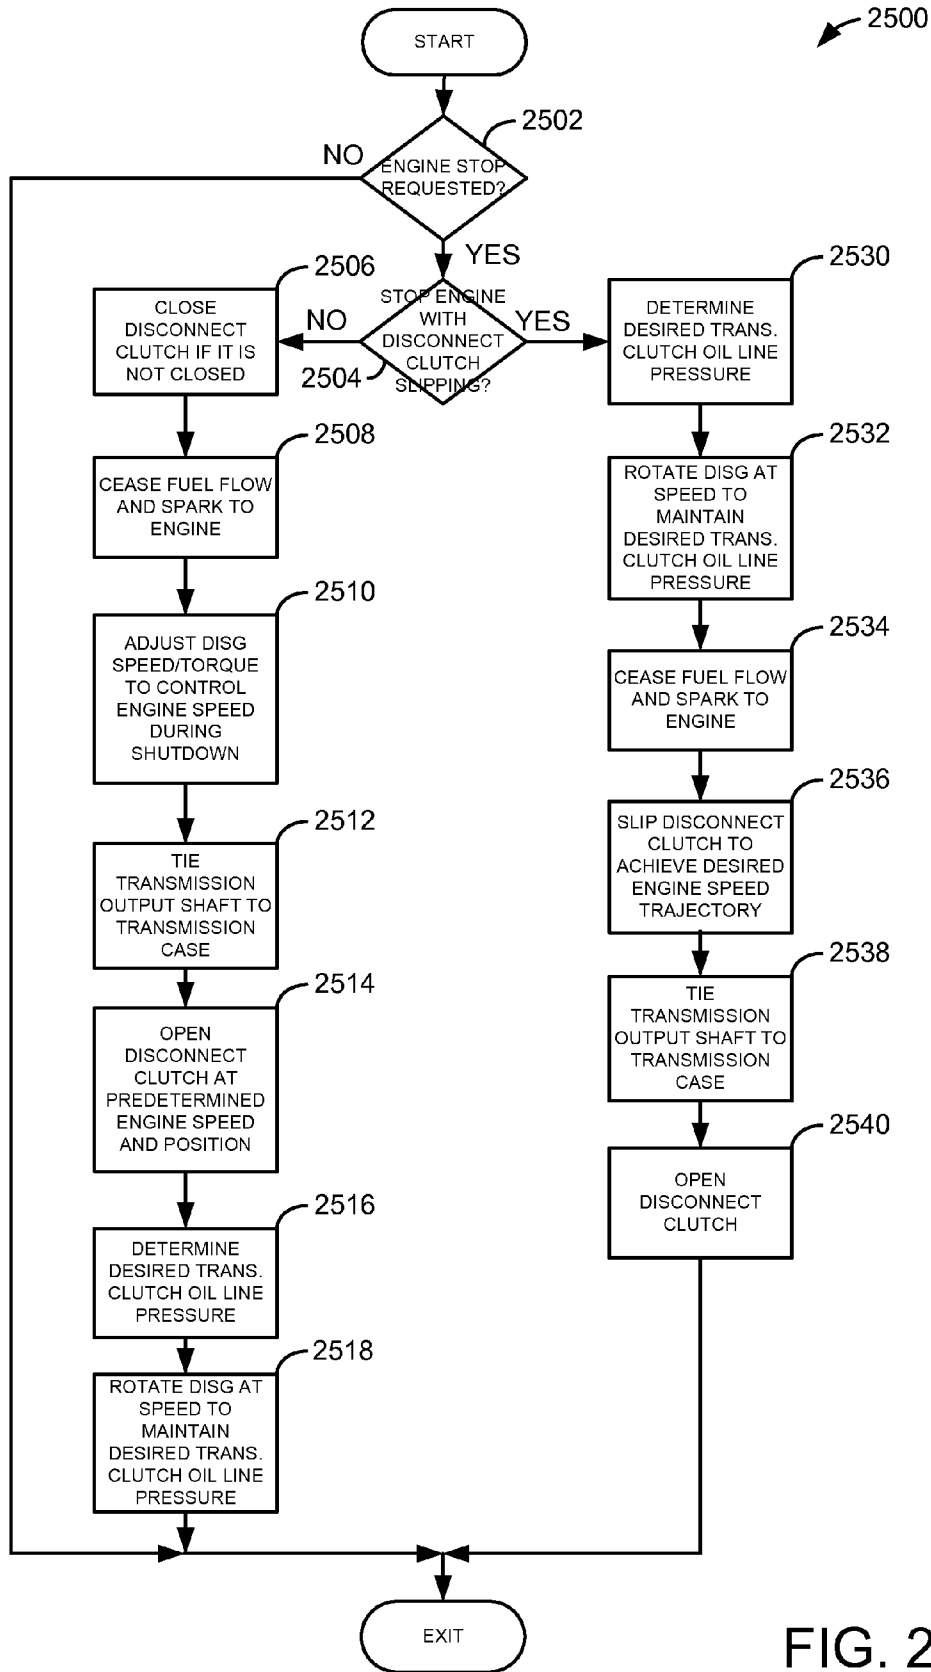 START
2500
2502
NO
ENGINE STOP
REQUESTED?
YES
2506
CLOSE
DISCONNECT
CLUTCH IF IT IS
NOT CLOSED
NO
STOP ENGINE
WITH
DISCONNECT
CLUTCH
SLIPPING?
2504
YES
2530
DETERMINE
DESIRED TRANS.
CLUTCH OIL LINE
PRESSURE
2508
CEASE FUEL FLOW
AND SPARK TO
ENGINE
2532
ROTATE DISG AT
SPEED TO
MAINTAIN
DESIRED TRANS.
CLUTCH OIL LINE
PRESSURE
2510
ADJUST DISG
SPEED/TORQUE
TO CONTROL
ENGINE SPEED
DURING
SHUTDOWN
2534
CEASE FUEL FLOW
AND SPARK TO
ENGINE
2512
TIE
TRANSMISSION
OUTPUT SHAFT TO
TRANSMISSION
CASE
2536
SLIP DISCONNECT
CLUTCH TO
ACHIEVE DESIRED
ENGINE SPEED
TRAJECTORY
2514
OPEN
DISCONNECT
CLUTCH AT
PREDETERMINED
ENGINE SPEED
AND POSITION
2538
TIE
TRANSMISSION
OUTPUT SHAFT TO
TRANSMISSION
CASE
2516
DETERMINE
DESIRED TRANS.
CLUTCH OIL LINE
PRESSURE
2540
OPEN
DISCONNECT
CLUTCH
2518
ROTATE DISG AT
SPEED TO
MAINTAIN
DESIRED TRANS.
CLUTCH OIL LINE
PRESSURE
EXIT
FIG. 2